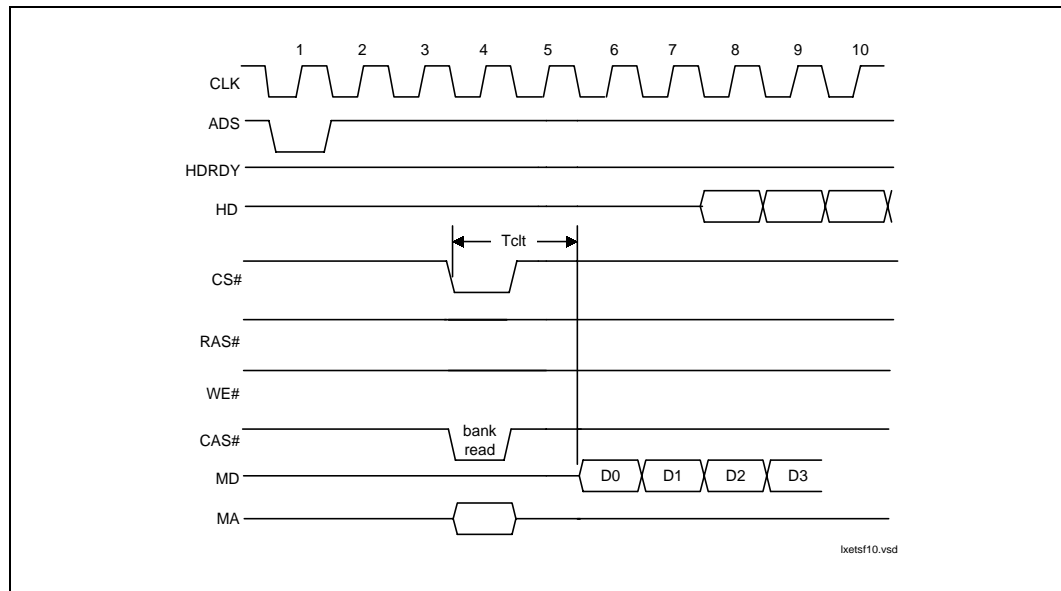 1 2 3 4 5 6 7 8 9 10
CLK
ADS
HDRDY
HD
Tclt
CS#
RAS#
WE#
CAS#
bank
read
MD
D0 D1 D2 D3
MA
lxetsf10.vsd